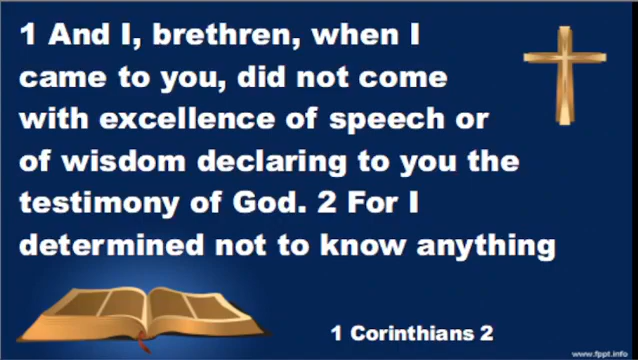 1 And I, brethren, when I
came to you, did not come
with excellence of speech or
of wisdom declaring to you the
testimony of God. 2 For I
determined not to know anything
1 Corinthians 2
www.fppt.info